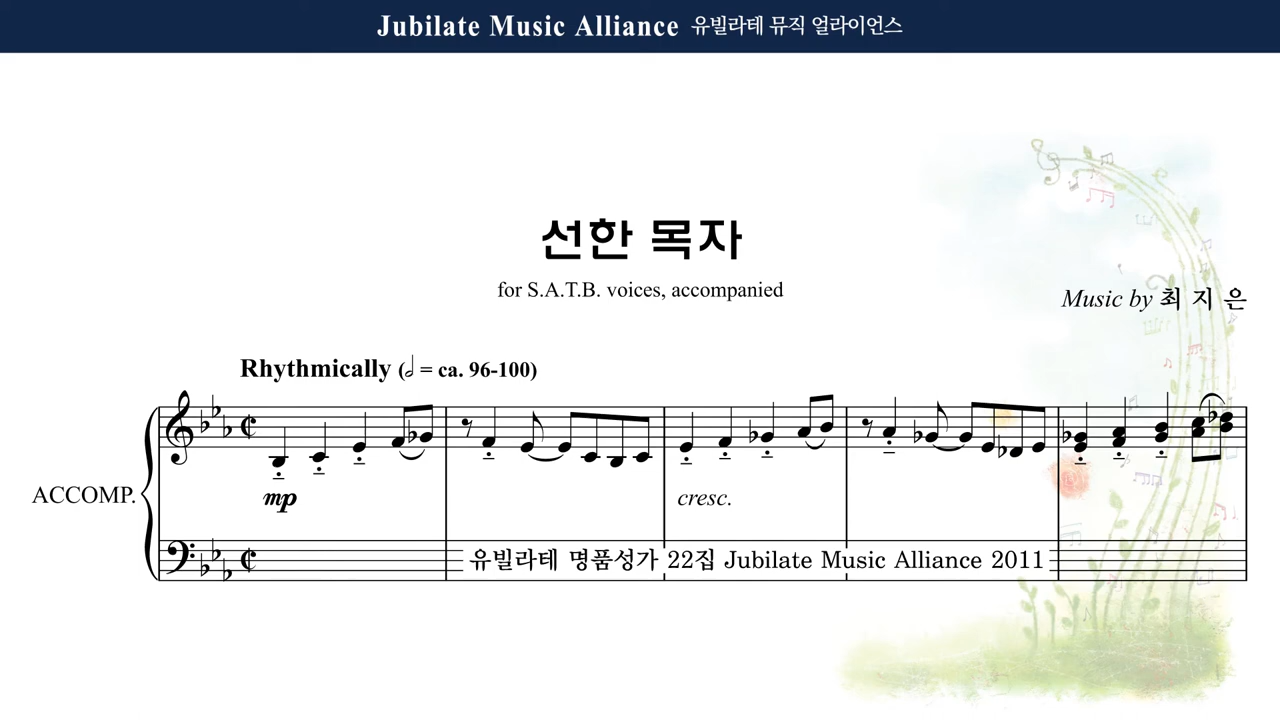 Jubilate Music Alliance 유빌라테 뮤직 얼라이언스
선한 목자
for S.A.T.B. voices, accompanied
Music by 최 지 은
Rhythmically (𝅗𝅥 = ca. 96-100)
ACCOMP.
mp
cresc.
유빌라테 명품성가 22집 Jubilate Music Alliance 2011